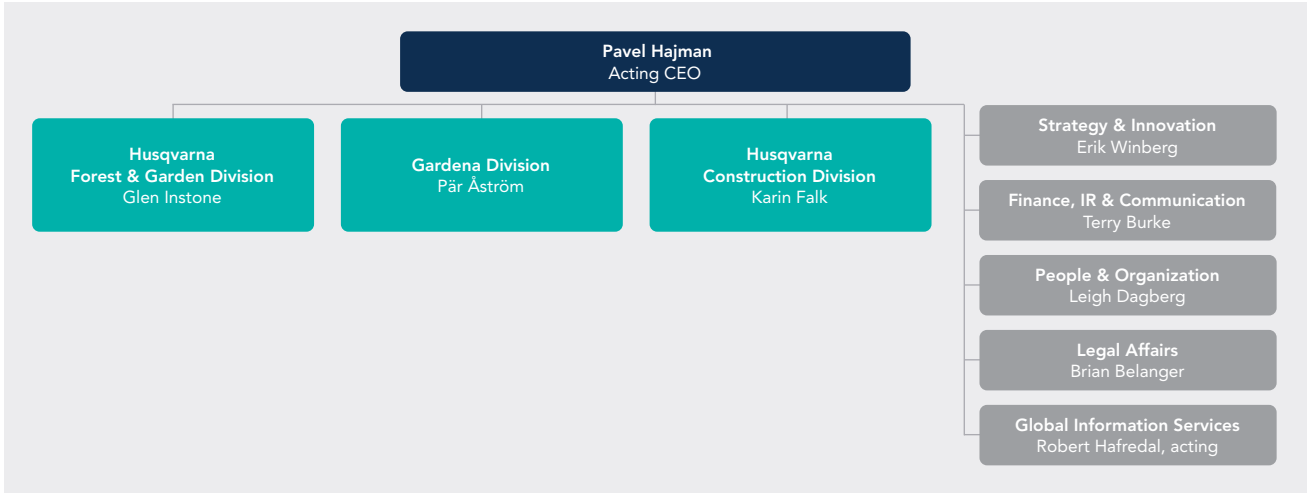 Pavel Hajman
Acting CEO
Husqvarna
Forest & Garden Division
Glen Instone
Gardena Division
Pär Åström
Husqvarna
Construction Division
Karin Falk
Strategy & Innovation
Erik Winberg
Finance, IR & Communication
Terry Burke
People & Organization
Leigh Dagberg
Legal Affairs
Brian Belanger
Global Information Services
Robert Hafredal, acting